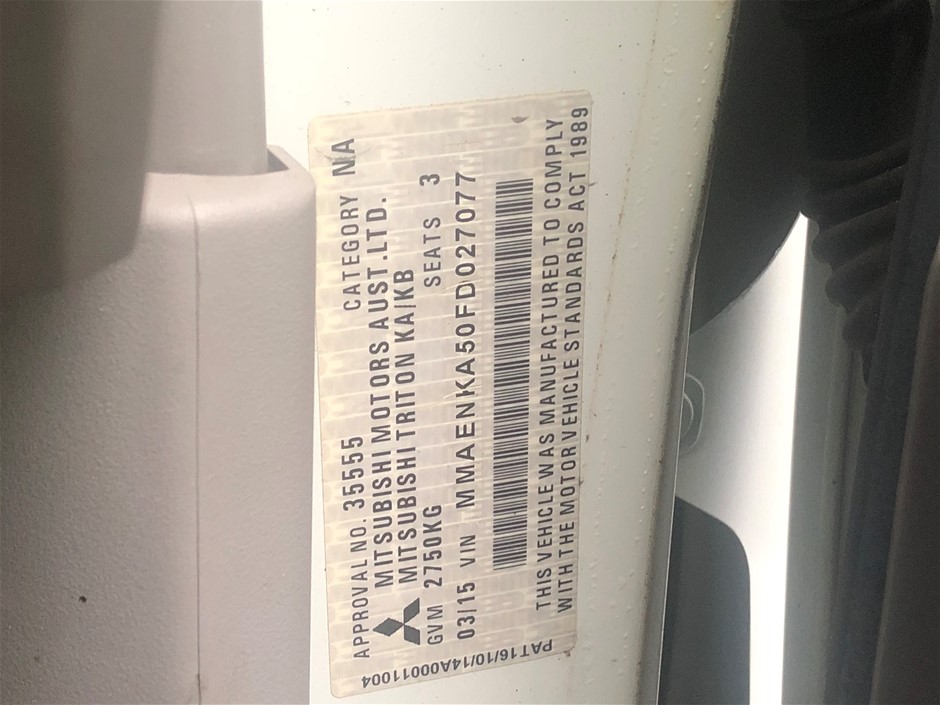 APPROVAL NO. 35555 CATEGORY NA
MITSUBISHI MOTORS AUST.LTD.
MITSUBISHI TRITON KA/KB
GVM 2750KG SEATS 3
03/15 VIN MMAENKA50FD027077
THIS VEHICLE WAS MANUFACTURED TO COMPLY
WITH THE MOTOR VEHICLE STANDARDS ACT 1989
PAT16/10/14A00011004